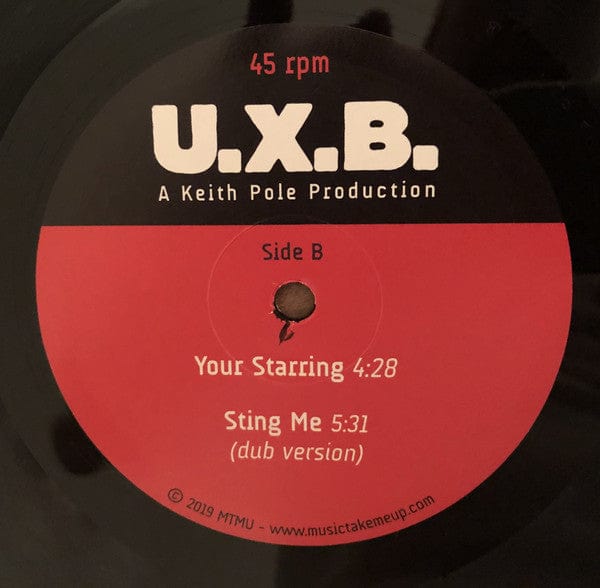 45 rpm
U.X.B.
A Keith Pole Production
Side B
Your Starring 4:28
Sting Me 5:31
(dub version)
© 2019 MTMU - www.musictakemeup.com